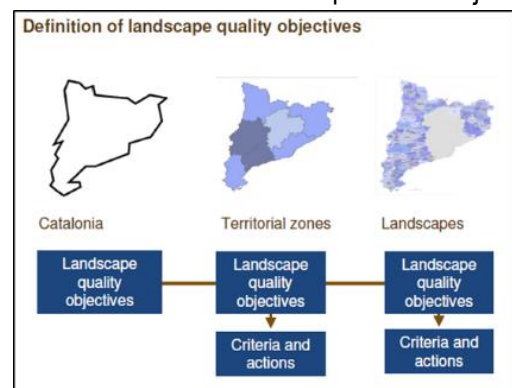 Definition of landscape quality objectives
Catalonia
Territorial zones
Landscapes
Landscape
quality
objectives
Landscape
quality
objectives
Landscape
quality
objectives
Criteria and
actions
Criteria and
actions